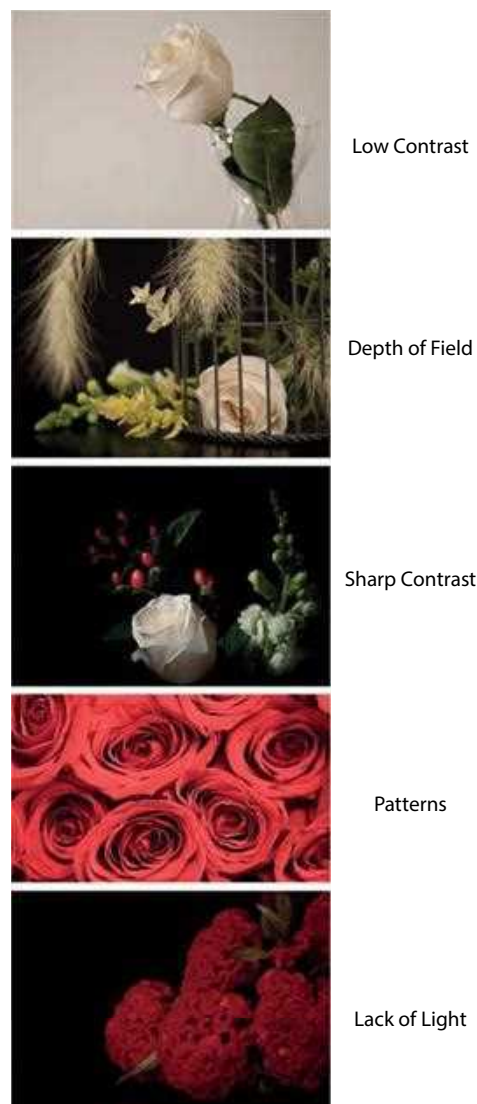 Low Contrast
Depth of Field
Sharp Contrast
Patterns
Lack of Light